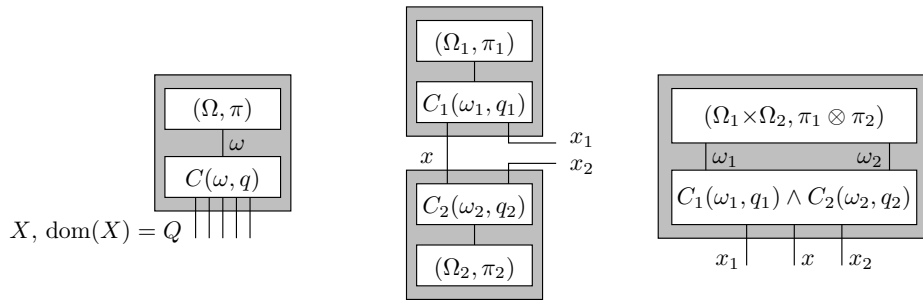 (Ω, π)
ω
C(ω, q)
X, dom(X) = Q
(Ω₁, π₁)
C₁(ω₁, q₁)
x₁
x
x₂
C₂(ω₂, q₂)
(Ω₂, π₂)
(Ω₁×Ω₂, π₁ ⊗ π₂)
ω₁ ω₂
C₁(ω₁, q₁) ∧ C₂(ω₂, q₂)
x₁ x x₂